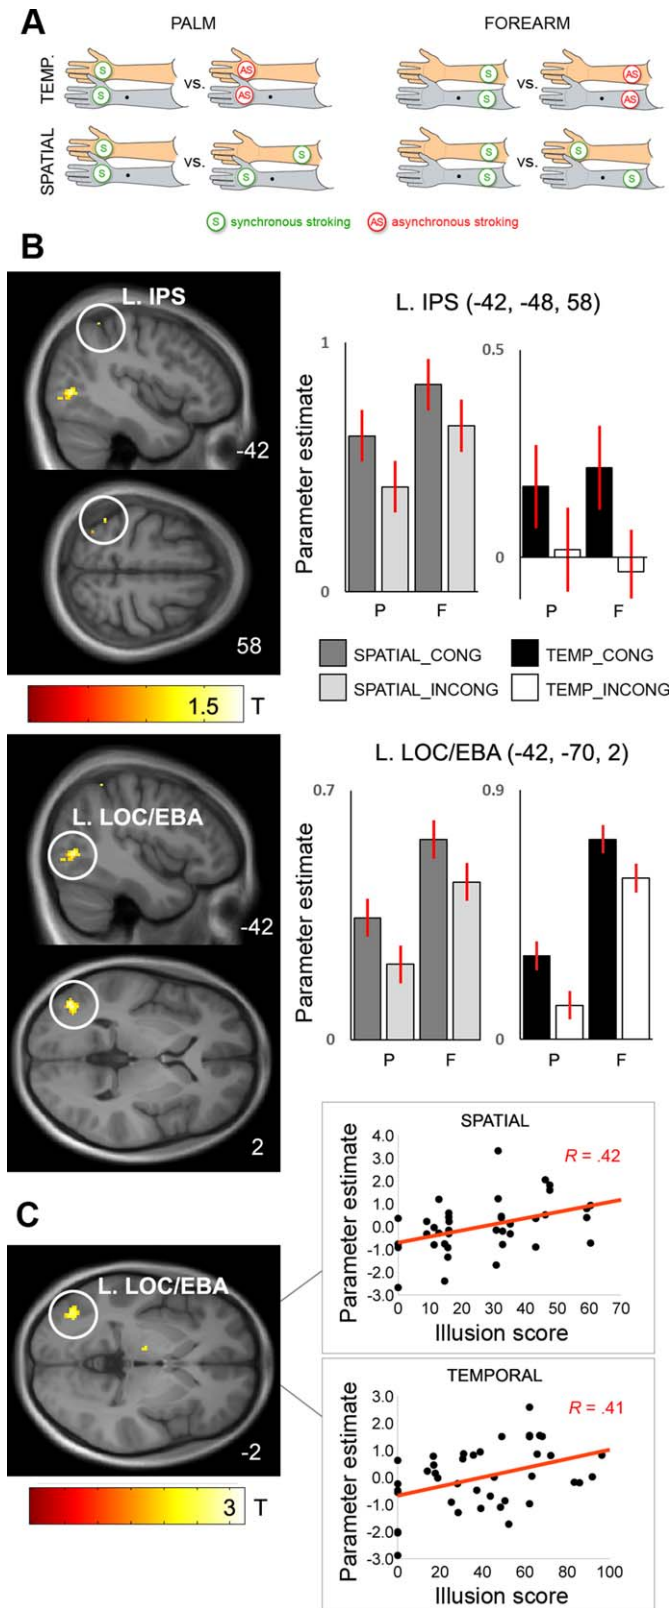 A
PALM
FOREARM
TEMP.
S
S
vs.
AS
AS
S
S
vs.
AS
AS
SPATIAL
S
S
vs.
S
S
S
S
vs.
S
S
S synchronous stroking
AS asynchronous stroking
B
L. IPS
-42
58
1.5 T
L. IPS (-42, -48, 58)
Parameter estimate
1
0
P F
0.5
0
P F
SPATIAL_CONG
TEMP_CONG
SPATIAL_INCONG
TEMP_INCONG
L. LOC/EBA
-42
2
L. LOC/EBA (-42, -70, 2)
Parameter estimate
0.7
0
P F
0.9
0
P F
C
L. LOC/EBA
-2
3 T
SPATIAL
R = .42
Parameter estimate
4.0
3.0
2.0
1.0
0.0
-1.0
-2.0
-3.0
0 10 20 30 40 50 60 70
Illusion score
TEMPORAL
R = .41
Parameter estimate
3.0
2.0
1.0
0.0
-1.0
-2.0
-3.0
0 20 40 60 80 100
Illusion score